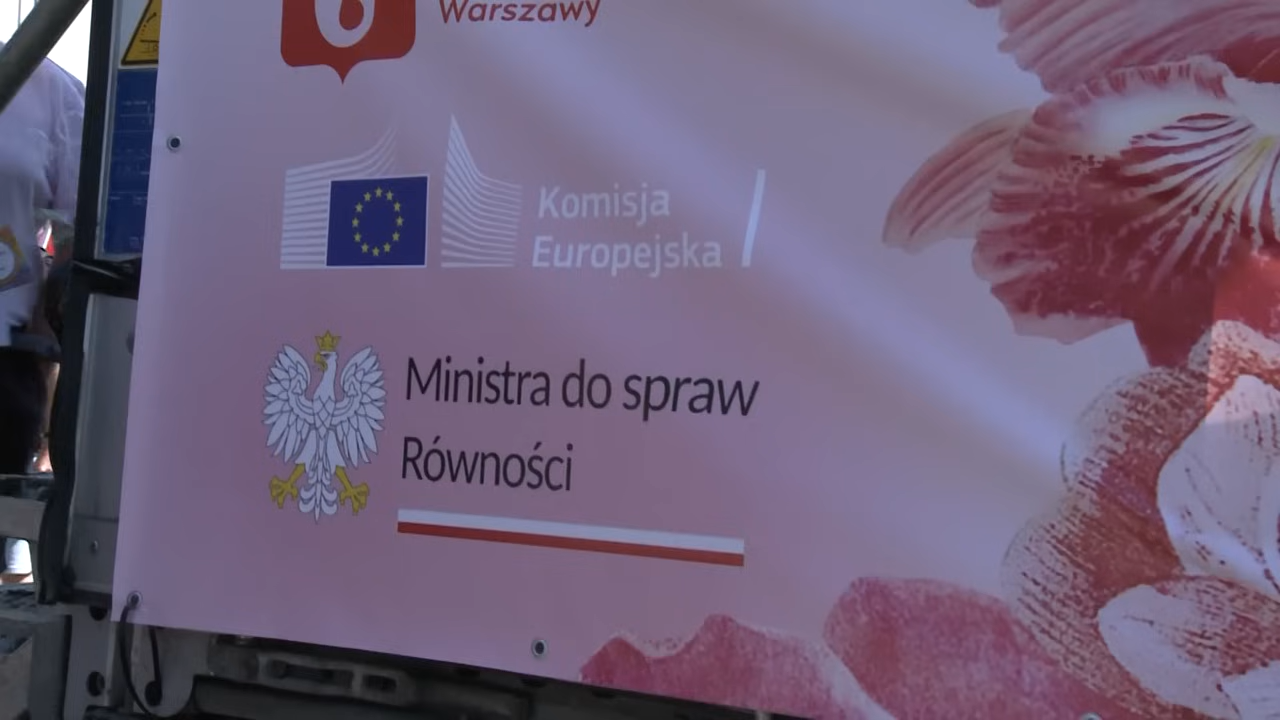 Warszawy
Komisja
Europejska
Ministra do spraw
Równości